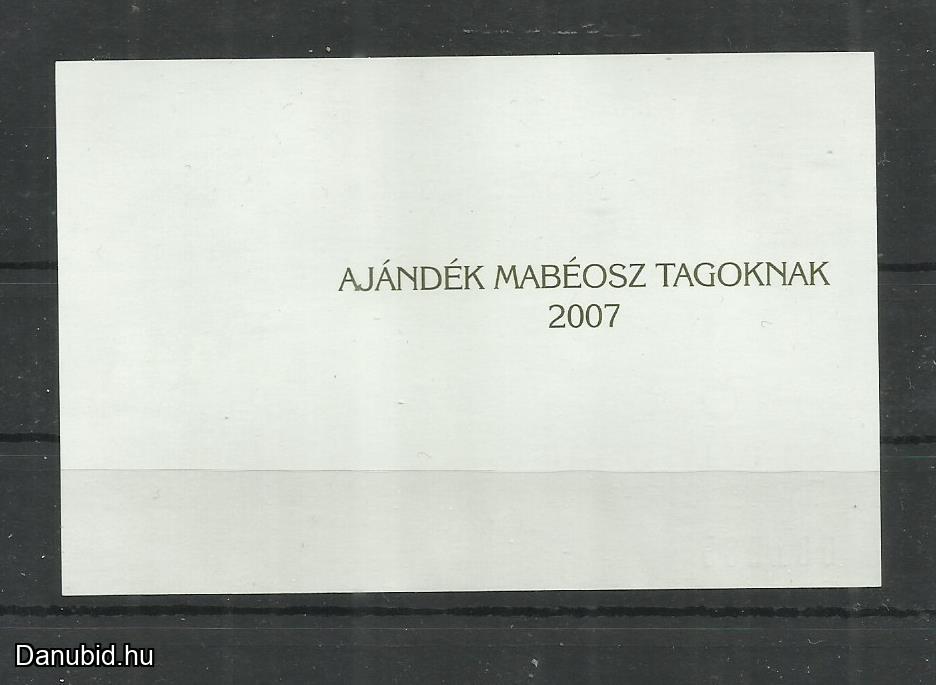 AJÁNDÉK MABÉOSZ TAGOKNAK
2007
Danubid.hu